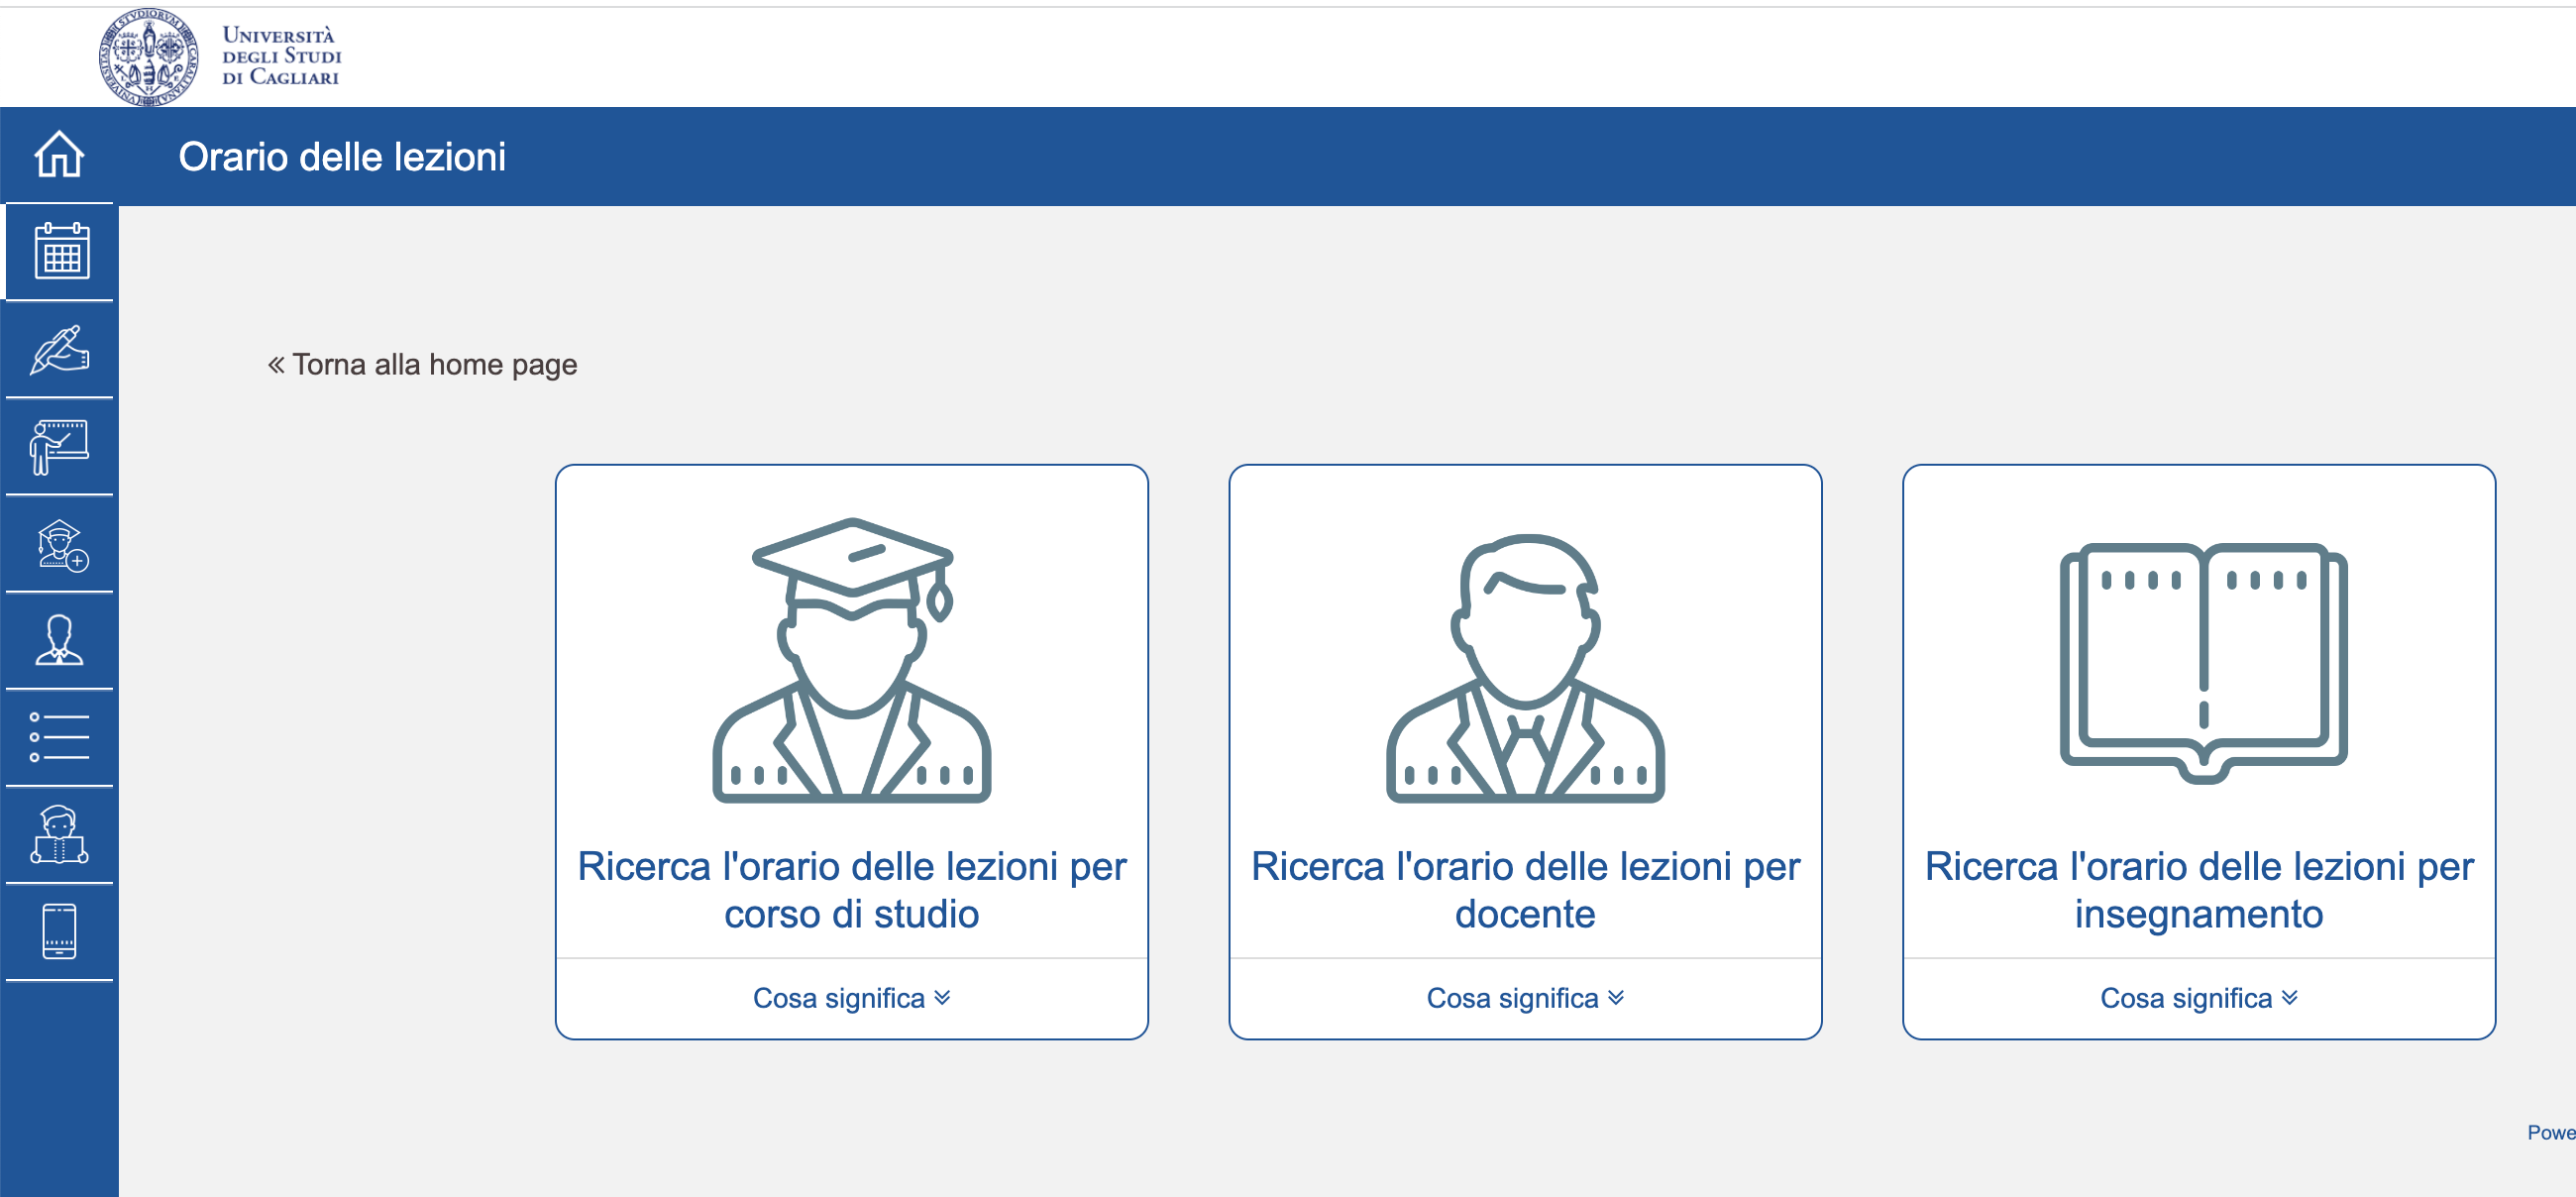 UNIVERSITÀ
DEGLI STUDI
DI CAGLIARI
Orario delle lezioni
« Torna alla home page
Ricerca l'orario delle lezioni per
corso di studio
Cosa significa
Ricerca l'orario delle lezioni per
docente
Cosa significa
Ricerca l'orario delle lezioni per
insegnamento
Cosa significa